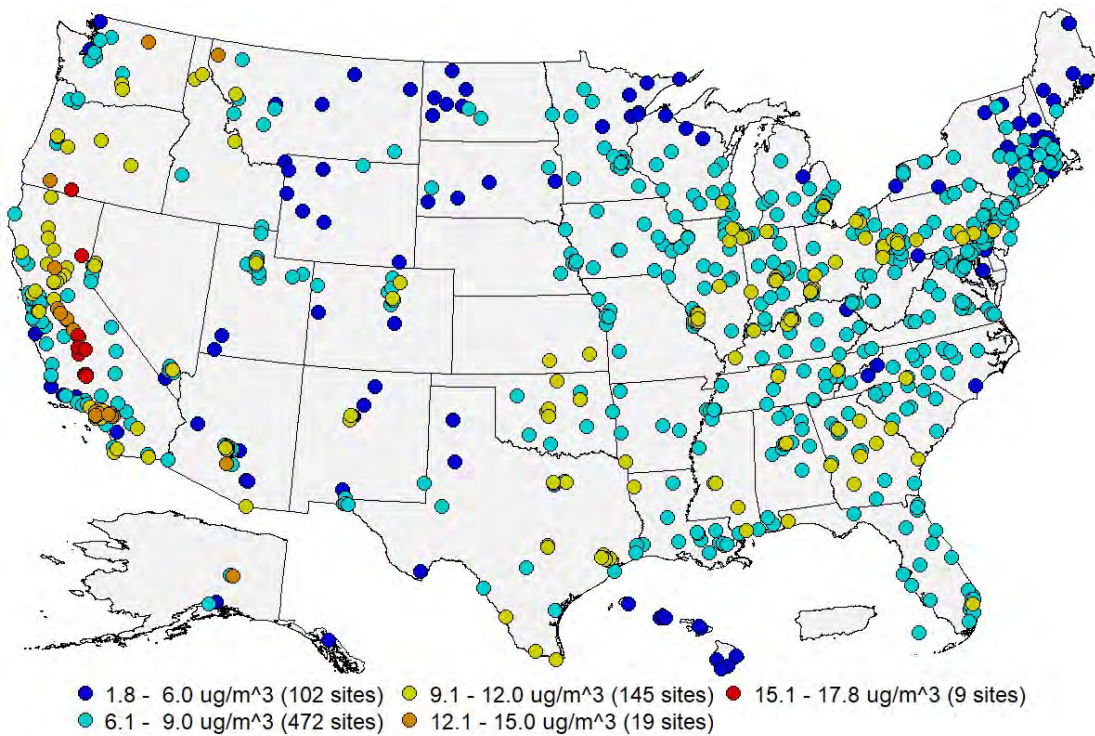 1.8 - 6.0 ug/m^3 (102 sites) 9.1 - 12.0 ug/m^3 (145 sites) 15.1 - 17.8 ug/m^3 (9 sites)
6.1 - 9.0 ug/m^3 (472 sites) 12.1 - 15.0 ug/m^3 (19 sites)